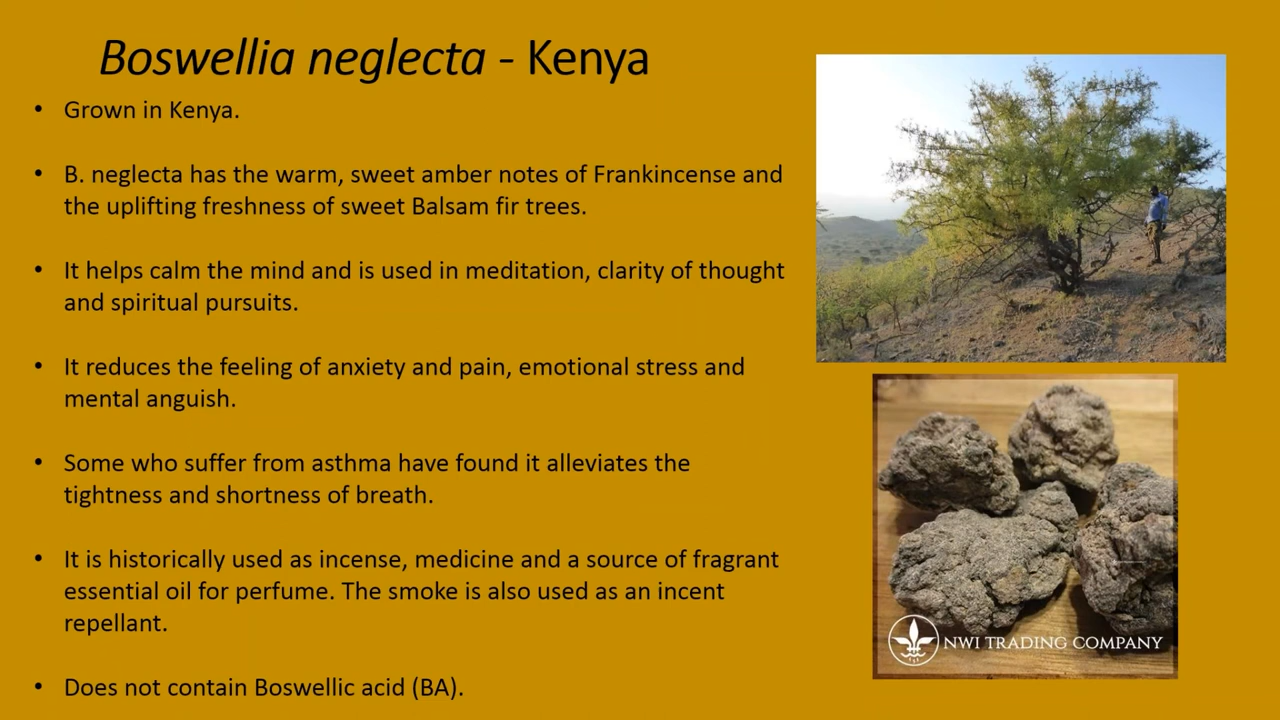 Boswellia neglecta - Kenya
• Grown in Kenya.
• B. neglecta has the warm, sweet amber notes of Frankincense and
the uplifting freshness of sweet Balsam fir trees.
• It helps calm the mind and is used in meditation, clarity of thought
and spiritual pursuits.
• It reduces the feeling of anxiety and pain, emotional stress and
mental anguish.
• Some who suffer from asthma have found it alleviates the
tightness and shortness of breath.
• It is historically used as incense, medicine and a source of fragrant
essential oil for perfume. The smoke is also used as an incent
repellant.
• Does not contain Boswellic acid (BA).
NWI TRADING COMPANY